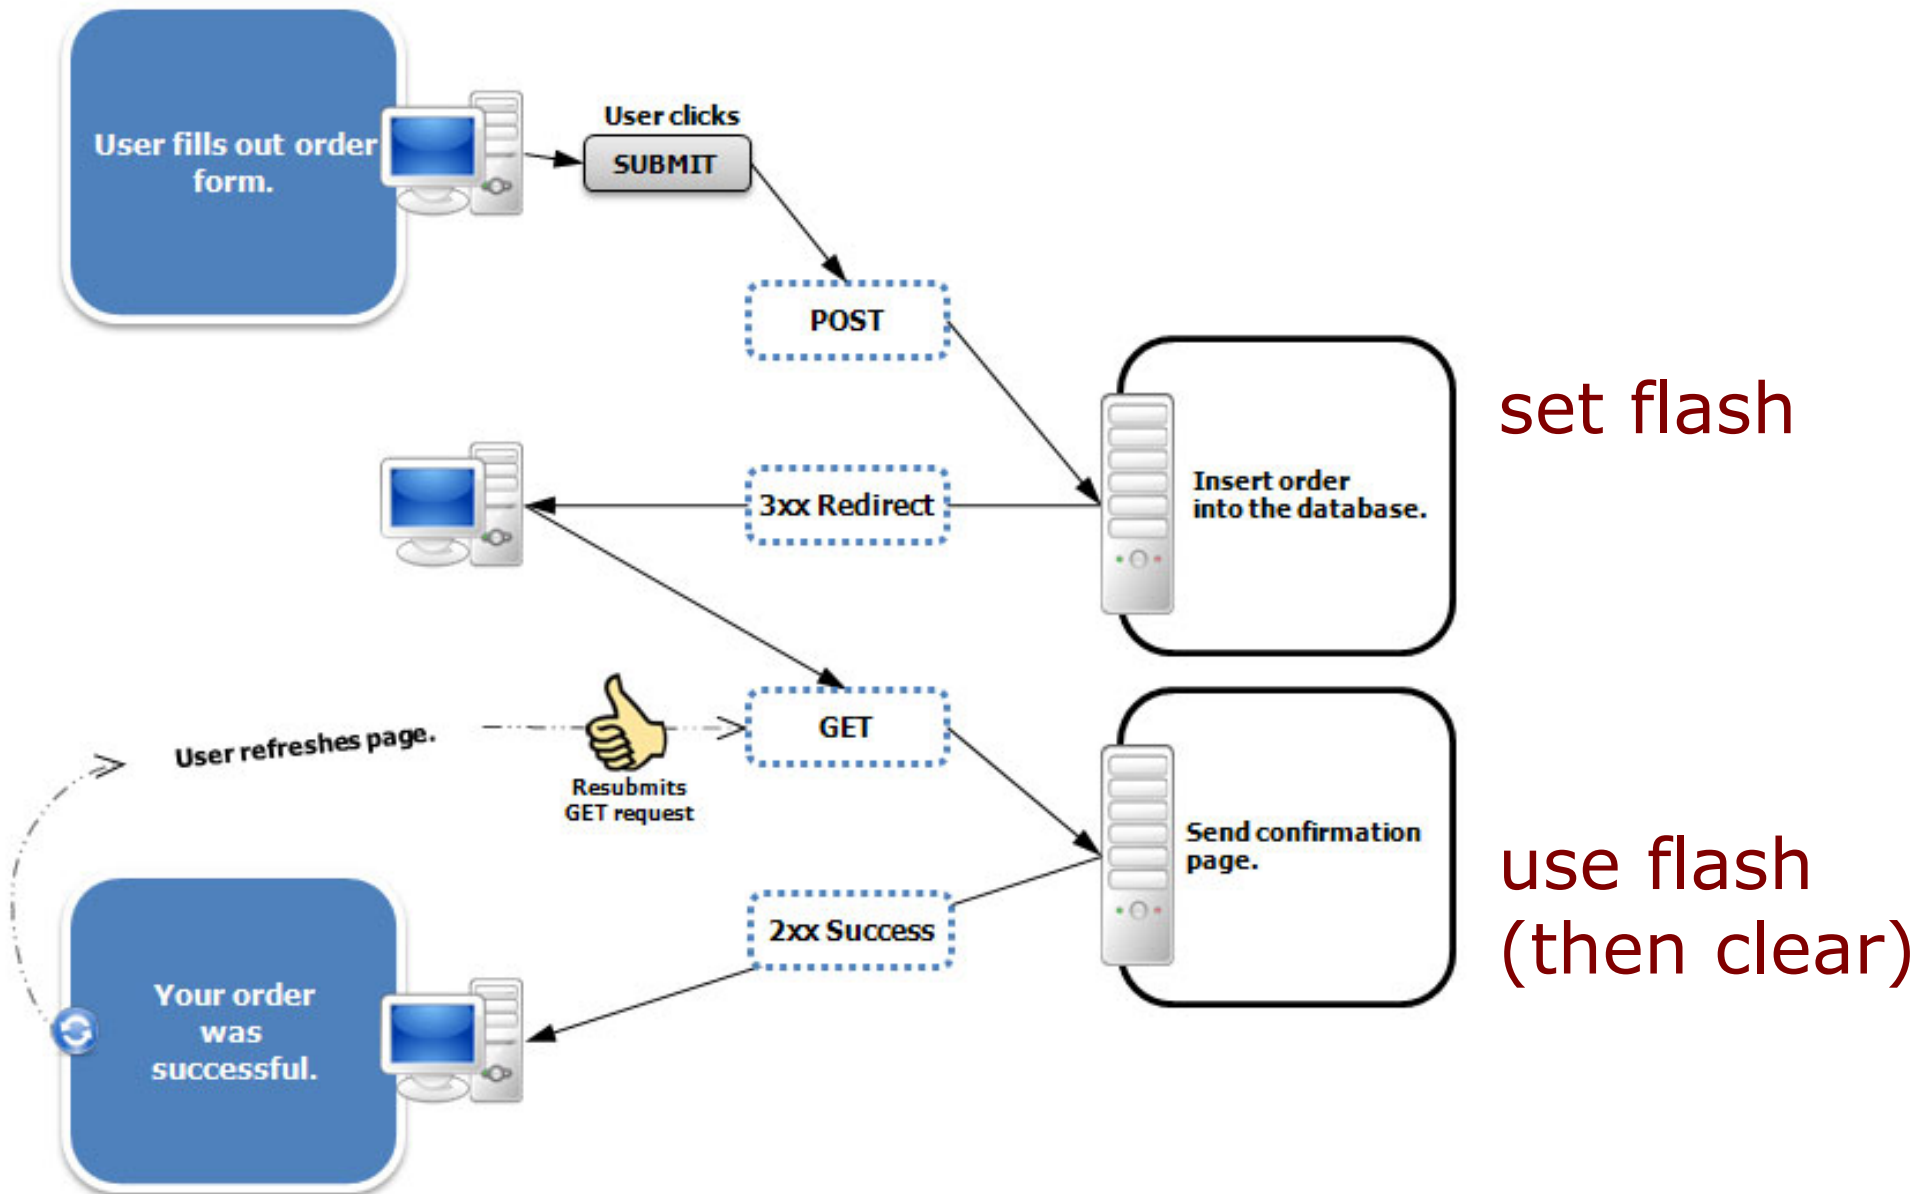 User fills out order
form.
User clicks
SUBMIT
POST
set flash
Insert order
into the database.
3xx Redirect
User refreshes page.
Resubmits
GET request
GET
Send confirmation
page.
use flash
(then clear)
2xx Success
Your order
was
successful.